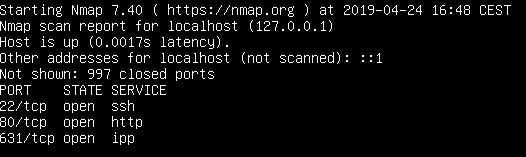 Starting Nmap 7.40 ( https://nmap.org ) at 2019-04-24 16:48 CEST
Nmap scan report for localhost (127.0.0.1)
Host is up (0.0017s latency).
Other addresses for localhost (not scanned): ::1
Not shown: 997 closed ports
PORT    STATE SERVICE
22/tcp  open  ssh
80/tcp  open  http
631/tcp open  ipp